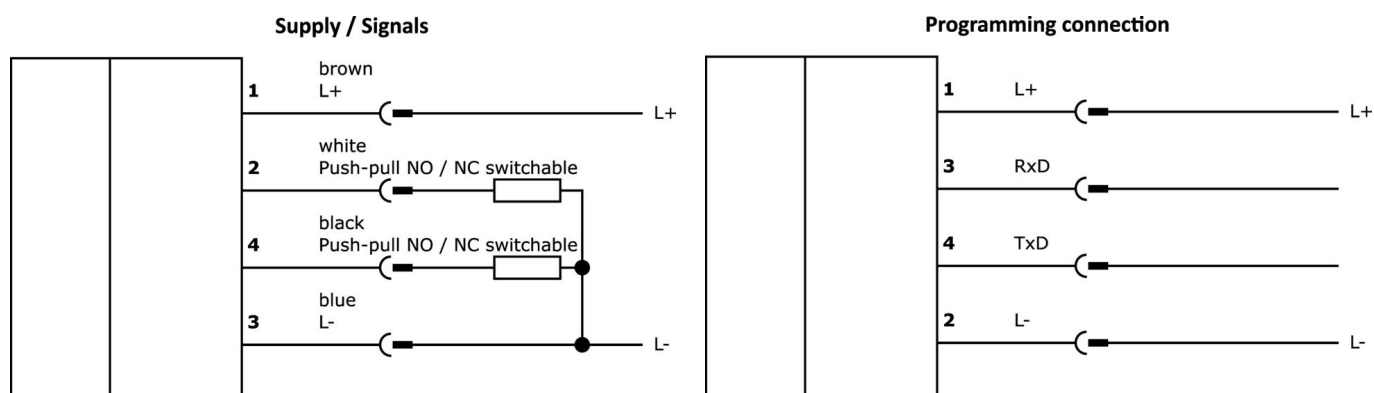 Supply / Signals
brown
1 L+
L+
white
2 Push-pull NO / NC switchable
black
4 Push-pull NO / NC switchable
blue
3 L-
L-
Programming connection
1 L+
L+
3 RxD
4 TxD
2 L-
L-